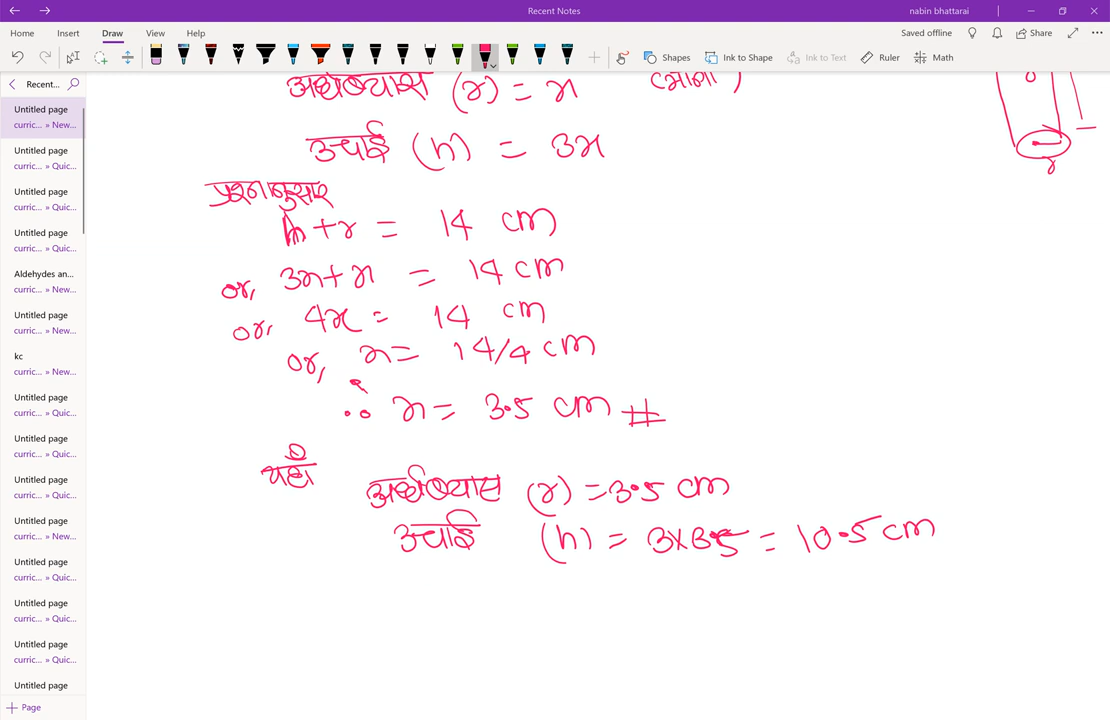 Recent Notes
nabin bhattarai
Home Insert Draw View Help
Saved offline
Share
Shapes
Ink to Shape
Ink to Text
Ruler
Math
Recent...
Untitled page
curric... » New...
Untitled page
curric... » Quic...
Untitled page
curric... » Quic...
Untitled page
curric... » Quic...
Aldehydes an...
curric... » New...
Untitled page
curric... » New...
kc
curric... » New...
Untitled page
curric... » Quic...
Untitled page
curric... » Quic...
Untitled page
curric... » Quic...
Untitled page
curric... » New...
Untitled page
curric... » Quic...
Untitled page
curric... » Quic...
Untitled page
curric... » Quic...
Untitled page
Page
अर्धव्यास (r) = x (मानौ)
उचाई (h) = 3x
प्रश्नानुसार
h+r = 14 cm
or, 3x+x = 14 cm
or, 4x = 14 cm
or, x = 14/4 cm
∴ x = 3.5 cm #
यहाँ
अर्धव्यास (r) = 3.5 cm
उचाई (h) = 3×3.5 = 10.5 cm
r